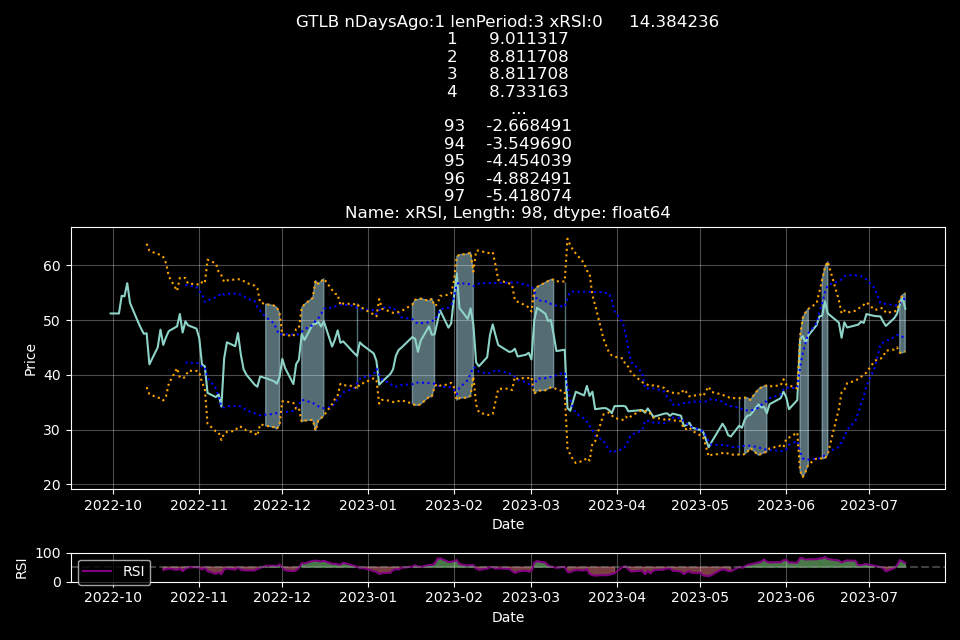 GTLB nDaysAgo:1 lenPeriod:3 xRSI:0 14.384236
1 9.011317
2 8.811708
3 8.811708
4 8.733163
...
93 -2.668491
94 -3.549690
95 -4.454039
96 -4.882491
97 -5.418074
Name: xRSI, Length: 98, dtype: float64
60
50
40
30
20
Price
2022-10 2022-11 2022-12 2023-01 2023-02 2023-03 2023-04 2023-05 2023-06 2023-07
Date
100
0
RSI
RSI
2022-10 2022-11 2022-12 2023-01 2023-02 2023-03 2023-04 2023-05 2023-06 2023-07
Date